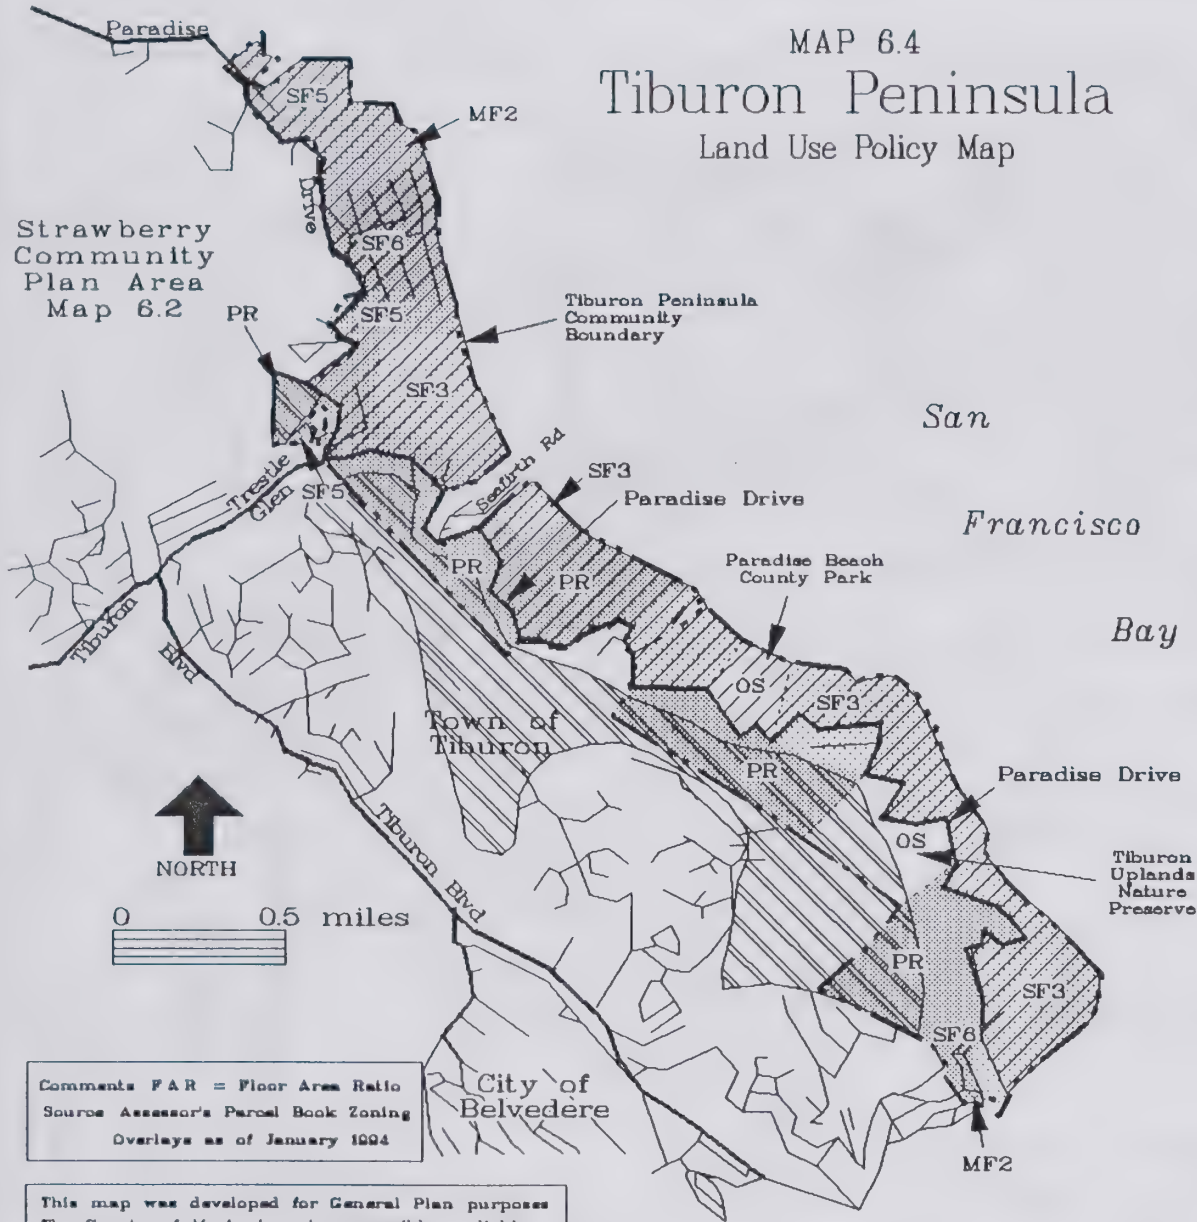 MAP 6.4
Tiburon Peninsula
Land Use Policy Map
Paradise
SF5
MF2
Drive
Strawberry
Community
Plan Area
Map 6.2
SF6
PR
SF5
Tiburon Peninsula
Community
Boundary
SF3
San
Trestle
Glen
SF5
Seafirth Rd
SF3
Paradise Drive
Francisco
PR
PR
Paradise Beach
County Park
Bay
Tiburon
Blvd
OS
SF3
Town of
Tiburon
PR
Paradise Drive
NORTH
Tiburon Blvd
OS
Tiburon
Uplands
Nature
Preserve
0 0.5 miles
PR
SF3
SF6
City of
Belvedere
MF2
Comments FAR = Floor Area Ratio
Source Assessor's Parcel Book Zoning
Overlays as of January 1994
This map was developed for General Plan purposes